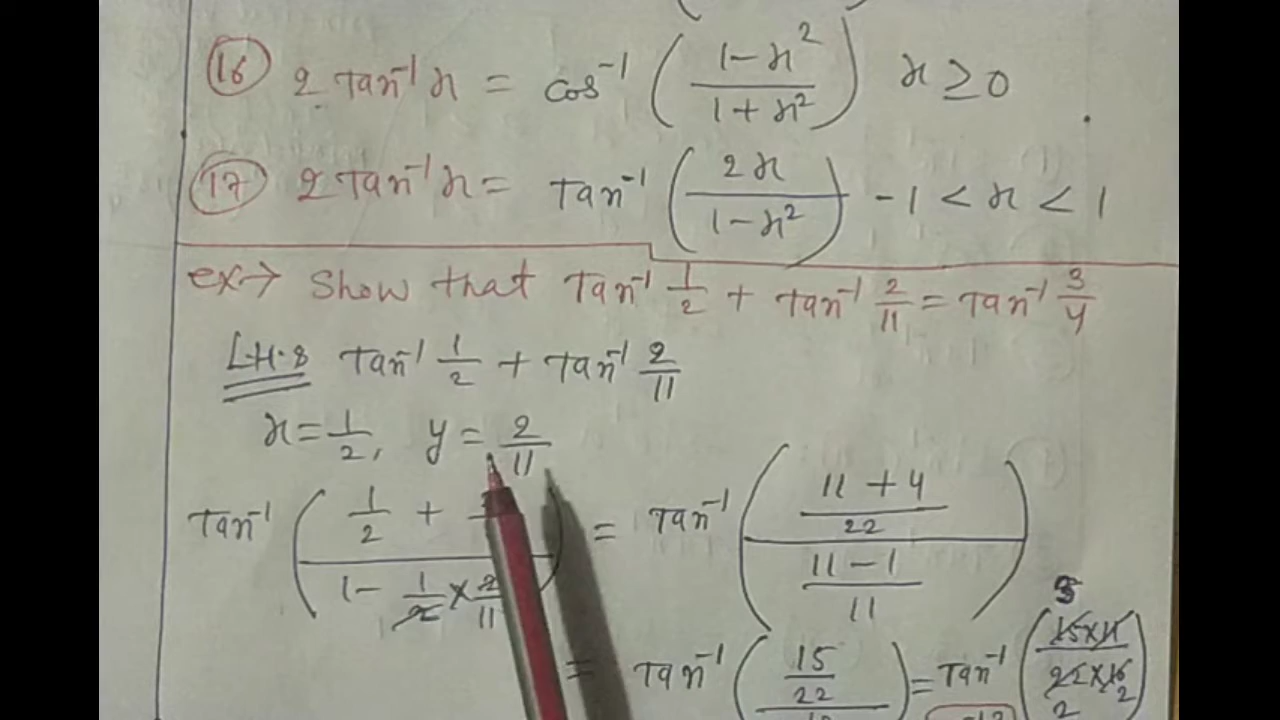 (16) 2 Tan⁻¹ x = cos⁻¹ ((1-x²)/(1+x²)) x ≥ 0
(17) 2 Tan⁻¹ x = Tan⁻¹ (2x/(1-x²)) -1 < x < 1
ex→ Show that Tan⁻¹ 1/2 + Tan⁻¹ 2/11 = Tan⁻¹ 3/4
L.H.S Tan⁻¹ 1/2 + Tan⁻¹ 2/11
x = 1/2, y = 2/11
Tan⁻¹ ((1/2 +)/(1 - 1/2 × 2/11)) = Tan⁻¹ (((11 + 4)/22)/((11 - 1)/11))
= Tan⁻¹ ((15/22)/) = Tan⁻¹ ((15×11)/(22×10)) 2 2